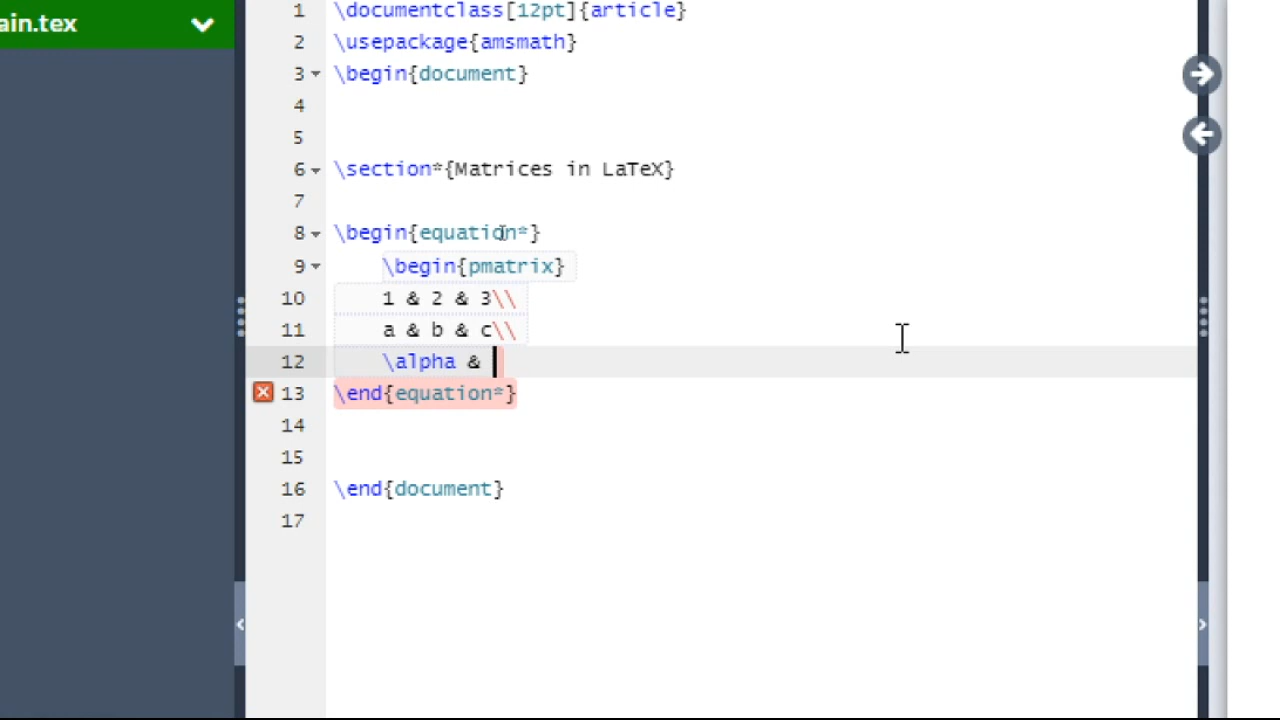 ain.tex
1 \documentclass[12pt]{article}
2 \usepackage{amsmath}
3 \begin{document}
4
5
6 \section*{Matrices in LaTeX}
7
8 \begin{equation*}
9 \begin{pmatrix}
10 1 & 2 & 3\\
11 a & b & c\\
12 \alpha &
13 \end{equation*}
14
15
16 \end{document}
17